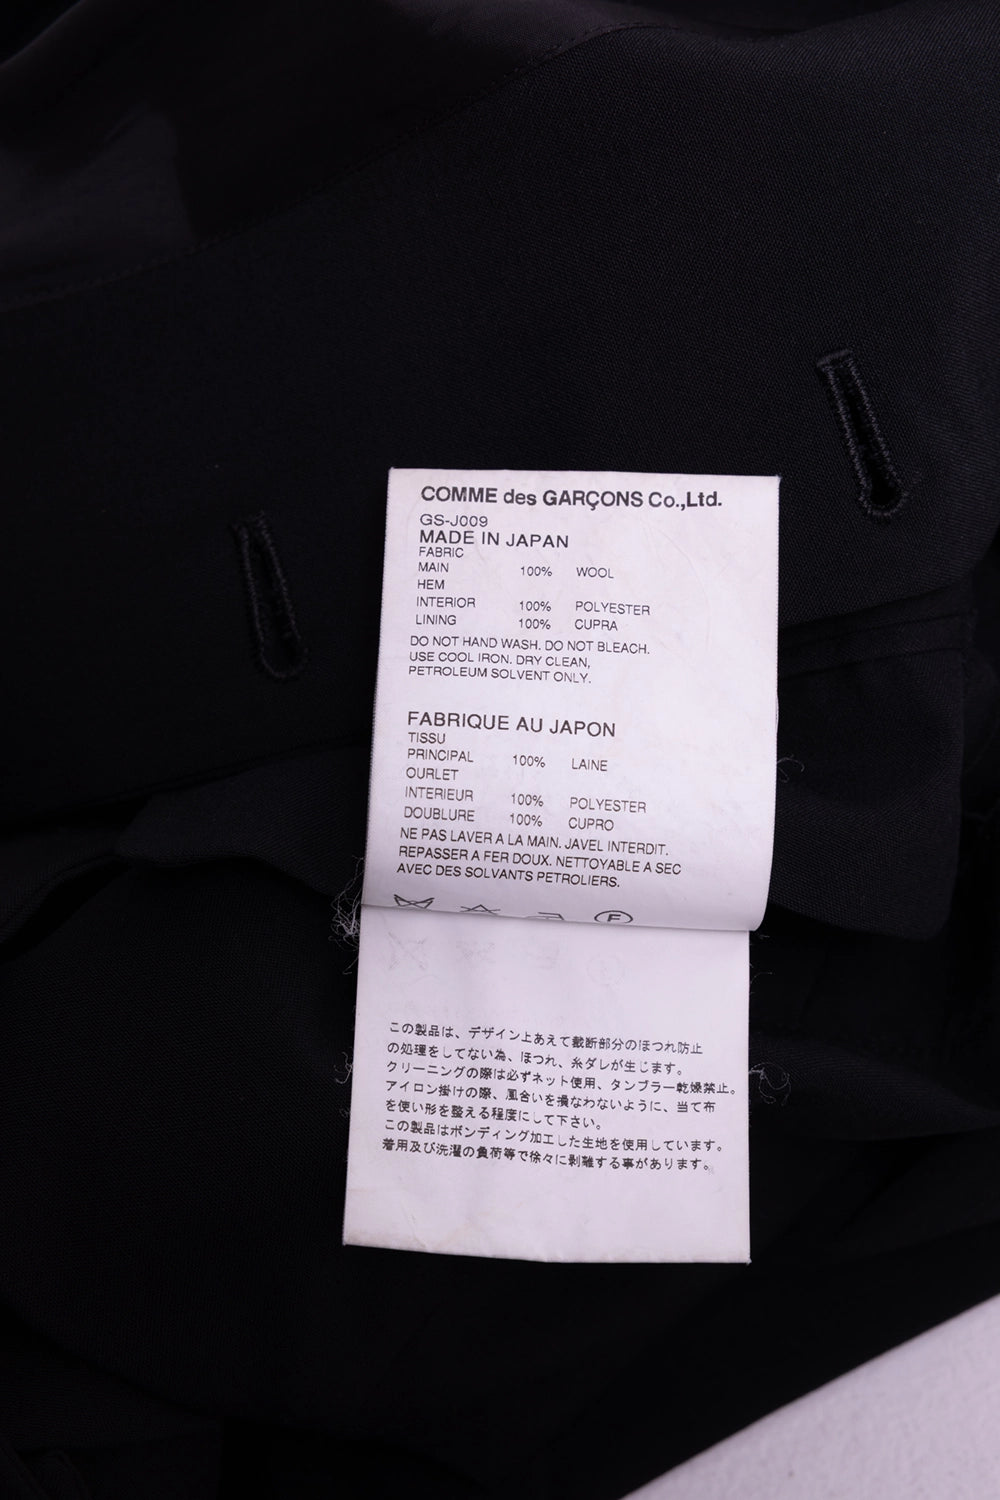 COMME des GARÇONS Co.,Ltd.
GS-J009
MADE IN JAPAN
FABRIC
MAIN 100% WOOL
HEM
INTERIOR 100% POLYESTER
LINING 100% CUPRA
DO NOT HAND WASH. DO NOT BLEACH.
USE COOL IRON. DRY CLEAN,
PETROLEUM SOLVENT ONLY.
FABRIQUE AU JAPON
TISSU
PRINCIPAL 100% LAINE
OURLET
INTERIEUR 100% POLYESTER
DOUBLURE 100% CUPRO
NE PAS LAVER A LA MAIN. JAVEL INTERDIT.
REPASSER A FER DOUX. NETTOYABLE A SEC
AVEC DES SOLVANTS PETROLIERS.
F
この製品は、デザイン上あえて裁断部分のほつれ防止
の処理をしてない為、ほつれ、糸ダレが生じます。
クリーニングの際は必ずネット使用、タンブラー乾燥禁止。
アイロン掛けの際、風合いを損なわないように、当て布
を使い形を整える程度にして下さい。
この製品はボンディング加工した生地を使用しています。
着用及び洗濯の負荷等で徐々に剥離する事があります。